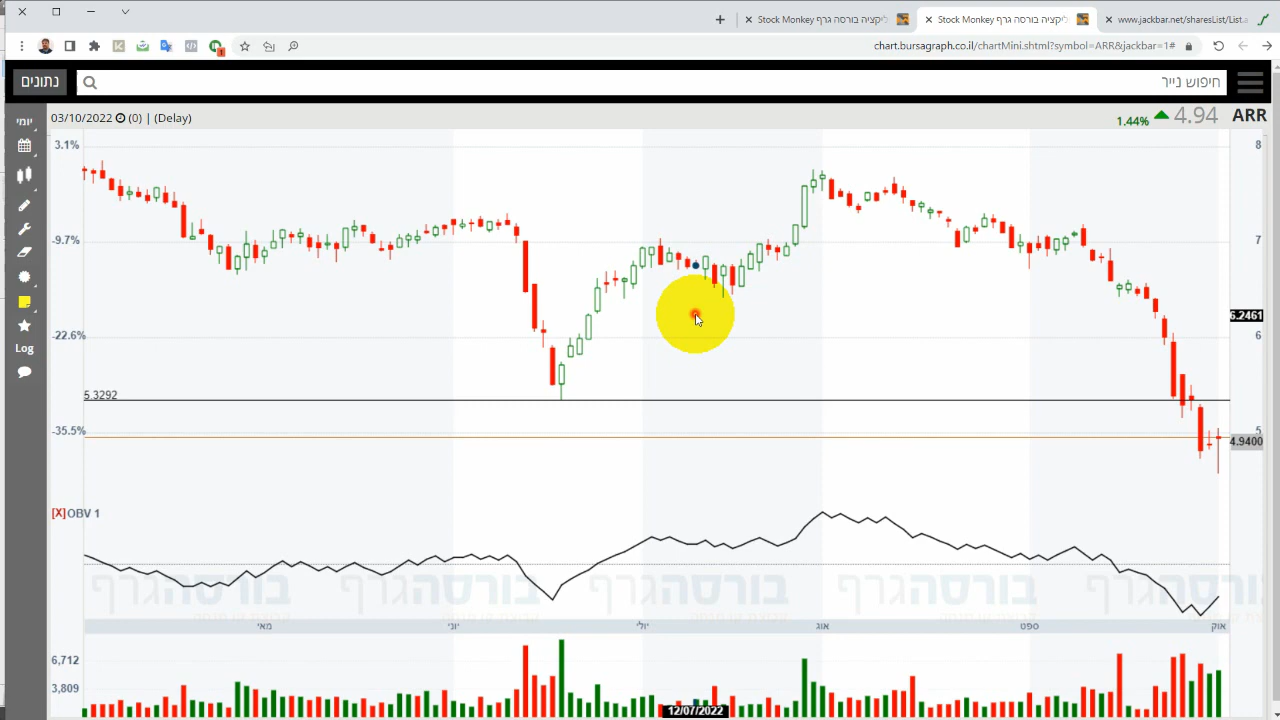 Stock Monkey ליקציה בורסה גרף
Stock Monkey ליקציה בורסה גרף
www.jackbar.net/sharesList/List.
chart.bursagraph.co.il/chartMini.shtml?symbol=ARR&jackbar=1#
נתונים
חיפוש נייר
יומי
03/10/2022 (0) | (Delay)
1.44% 4.94 ARR
3.1% 8
-9.7% 7
6.2461
-22.6% 6
Log
5.3292
-35.5% 5
4.9400
[X]OBV 1
בורסהגרף בורסהגרף בורסהגרף בורסהגרף
מאי יוני יולי אוג ספט אוק
6,712
3,809
12/07/2022